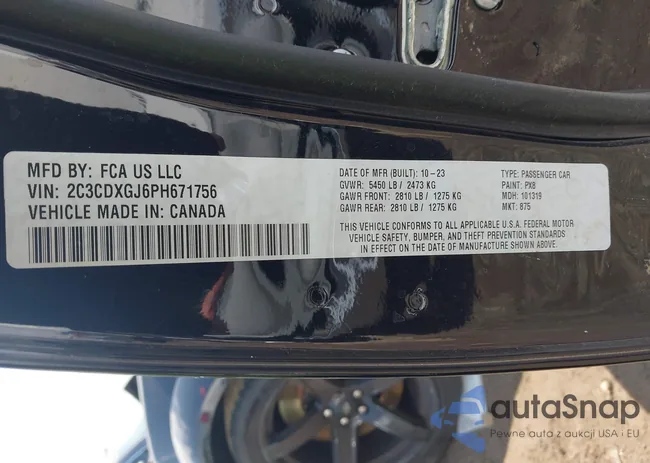 MFD BY: FCA US LLC
VIN: 2C3CDXGJ6PH671756
VEHICLE MADE IN: CANADA
DATE OF MFR (BUILT): 10-23
GVWR: 5450 LB / 2473 KG
GAWR FRONT: 2810 LB / 1275 KG
GAWR REAR: 2810 LB / 1275 KG
TYPE: PASSENGER CAR
PAINT: PX8
MDH: 101319
MKT: 875
THIS VEHICLE CONFORMS TO ALL APPLICABLE U.S.A. FEDERAL MOTOR
VEHICLE SAFETY, BUMPER, AND THEFT PREVENTION STANDARDS
IN EFFECT ON THE DATE OF MANUFACTURE SHOWN ABOVE.
autoSnap
Pewne auta z aukcji USA i EU